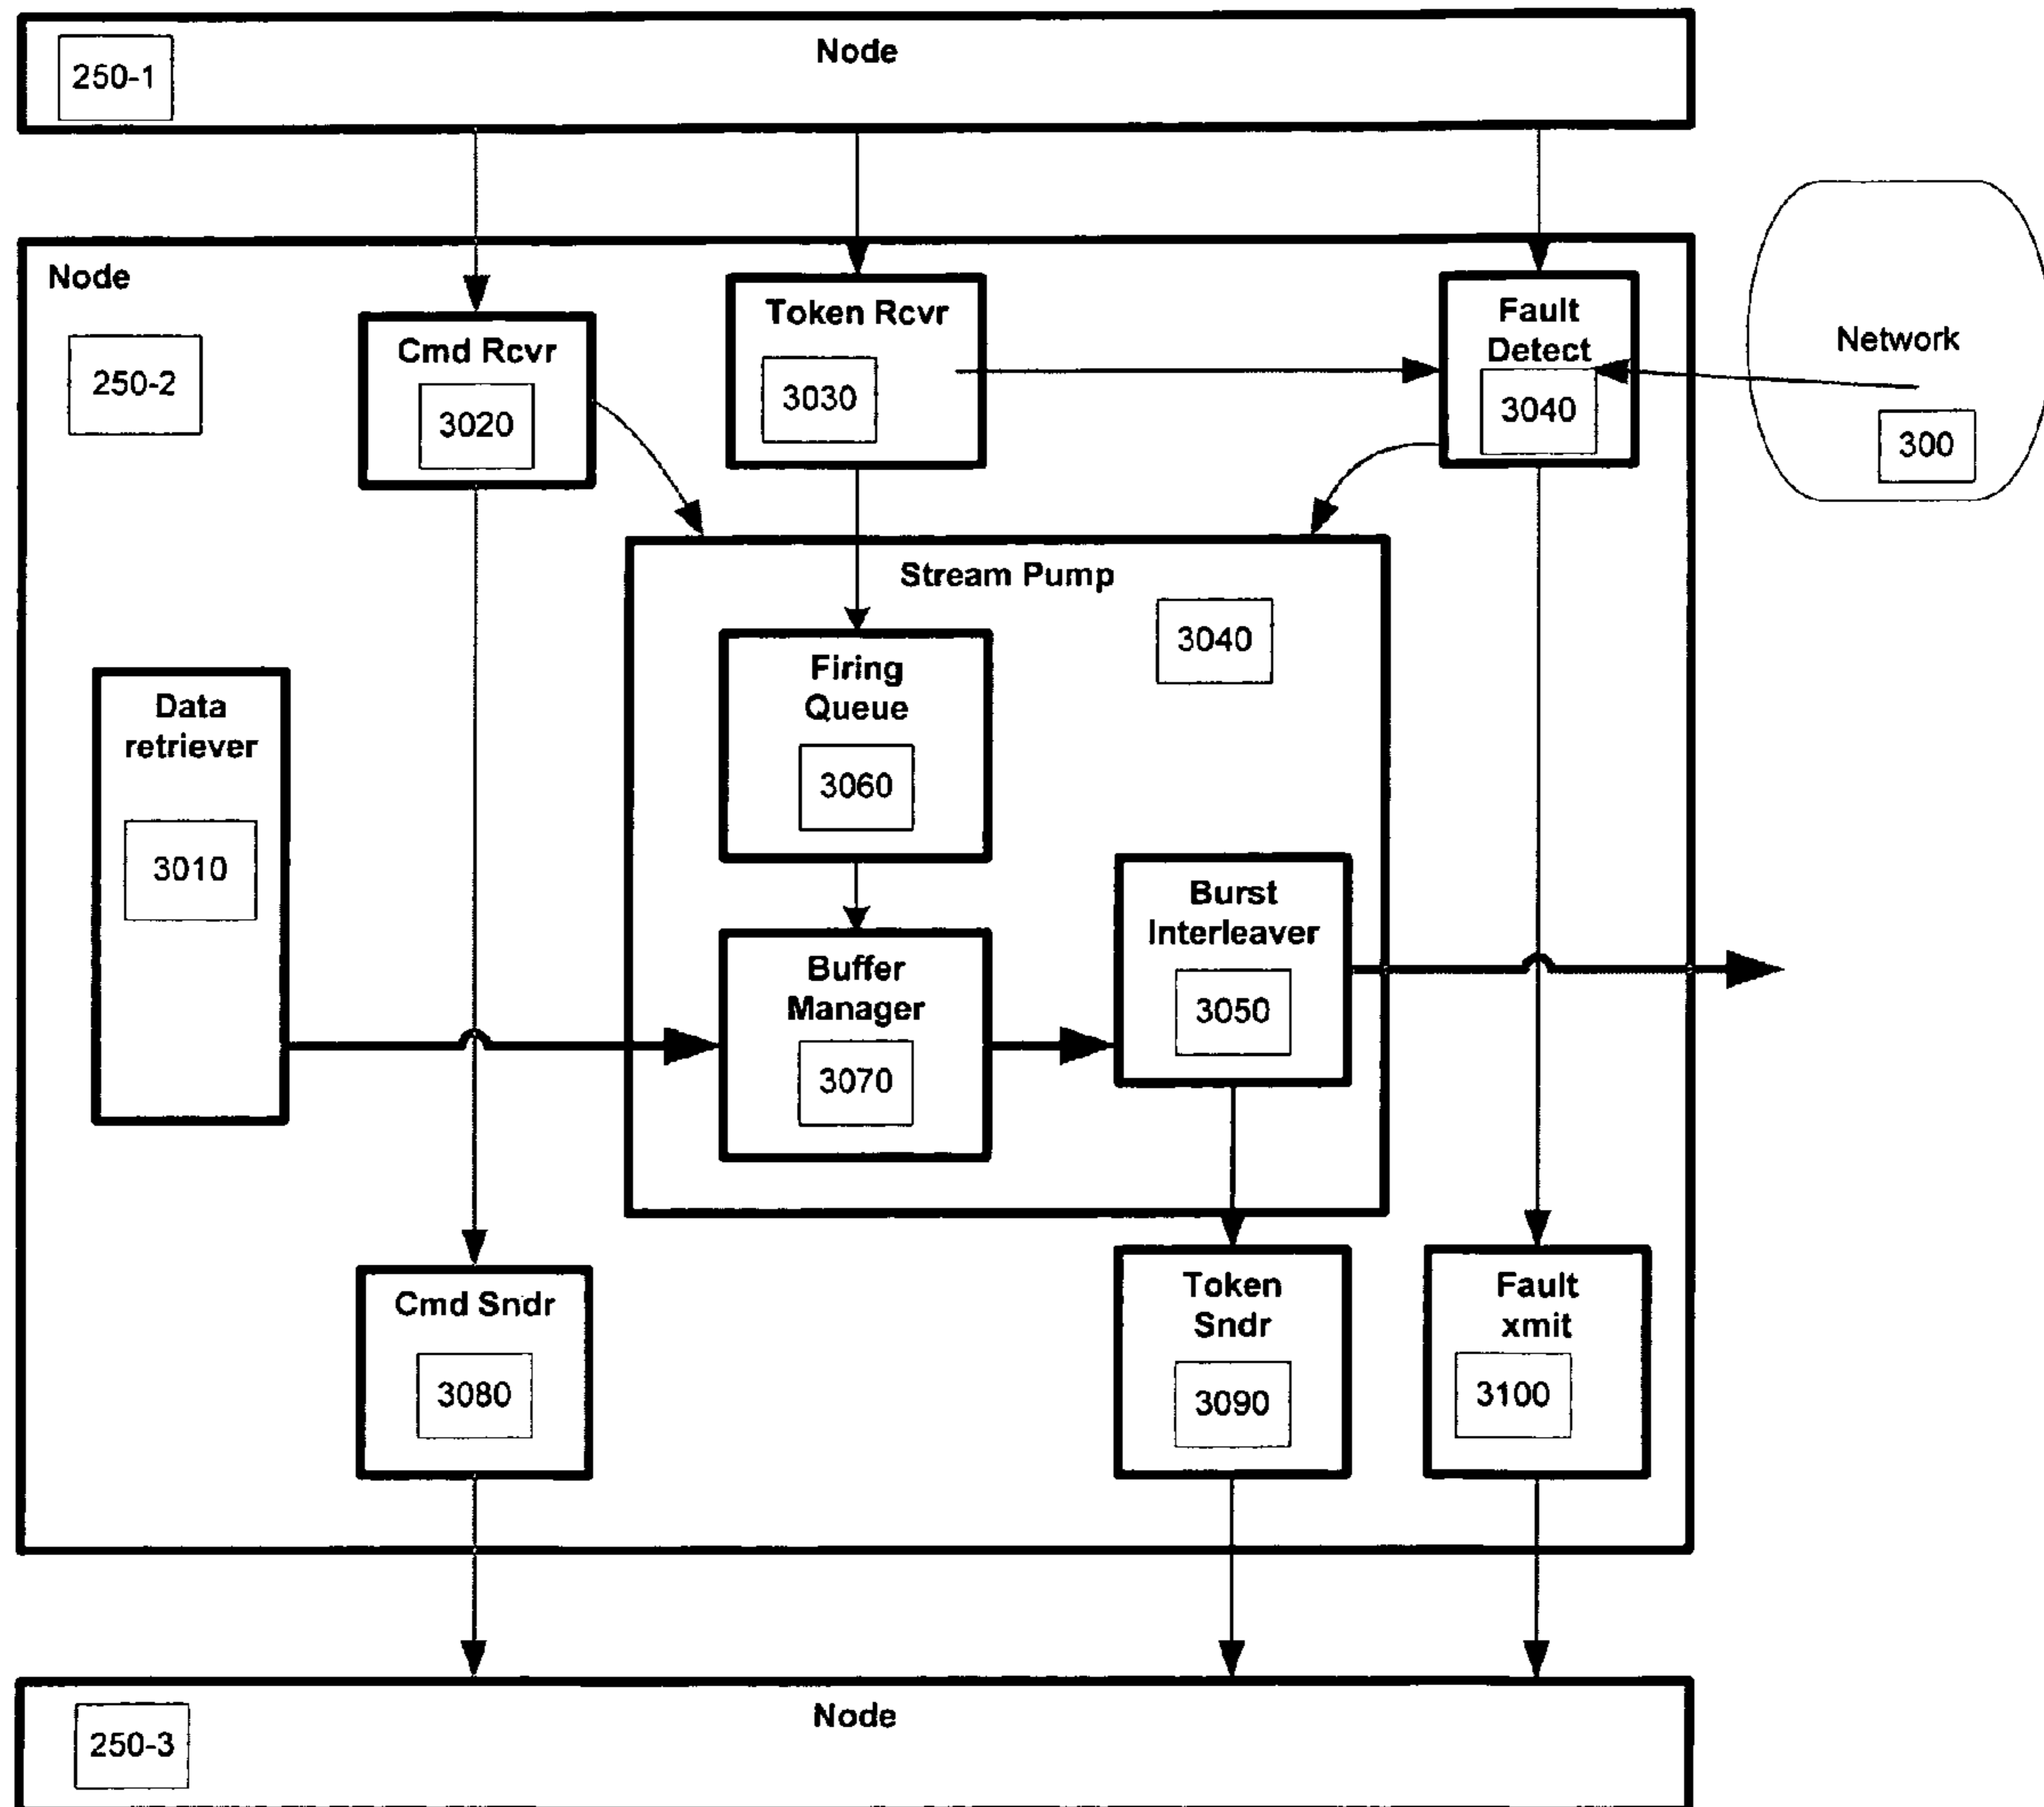 Node
250-1
Node
250-2
Cmd Rcvr
3020
Token Rcvr
3030
Fault
Detect
3040
Network
300
Stream Pump
3040
Firing
Queue
3060
Data
retriever
3010
Buffer
Manager
3070
Burst
Interleaver
3050
Cmd Sndr
3080
Token
Sndr
3090
Fault
xmit
3100
Node
250-3